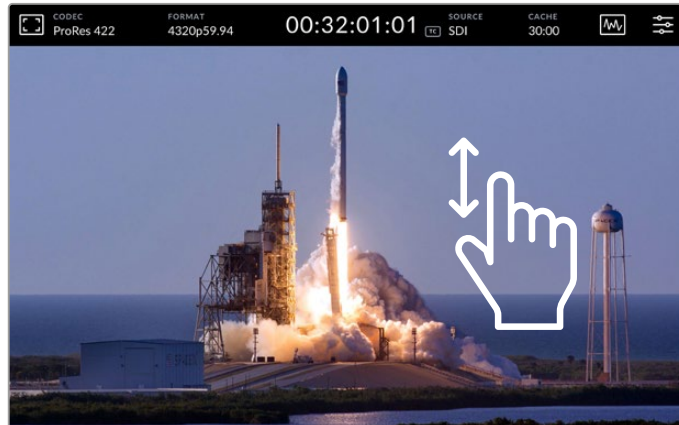 CODEC
ProRes 422
FORMAT
4320p59.94
00:32:01:01
TC
SOURCE
SDI
CACHE
30:00